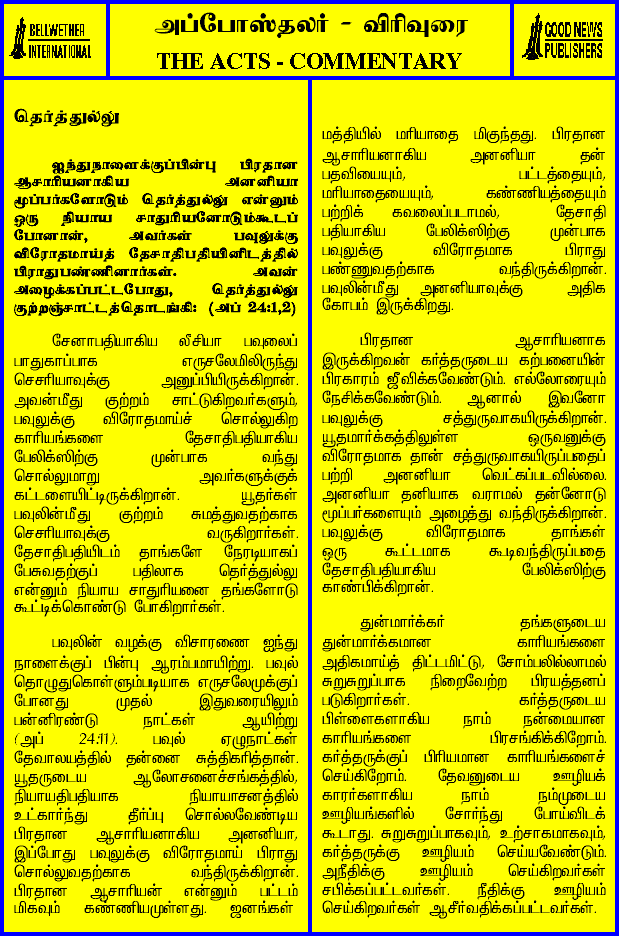 BELLWETHER
INTERNATIONAL
அப்போஸ்தலர் - விரிவுரை
THE ACTS - COMMENTARY
GOOD NEWS
PUBLISHERS
தெர்த்துல்லு
ஐந்துநாளைக்குப்பின்பு பிரதான
ஆசாரியனாகிய அனனியா
மூப்பர்களோடும் தெர்த்துல்லு என்னும்
ஒரு நியாய சாதுரியனோடும்கூடப்
போனான், அவர்கள் பவுலுக்கு
விரோதமாய்த் தேசாதிபதியினிடத்தில்
பிராதுபண்ணினார்கள். அவன்
அழைக்கப்பட்டபோது, தெர்த்துல்லு
குற்றஞ்சாட்டத்தொடங்கி: (அப் 24:1,2)
சேனாபதியாகிய லீசியா பவுலைப்
பாதுகாப்பாக எருசலேமிலிருந்து
செசரியாவுக்கு அனுப்பியிருக்கிறான்.
அவன்மீது குற்றம் சாட்டுகிறவர்களும்,
பவுலுக்கு விரோதமாய்ச் சொல்லுகிற
காரியங்களை தேசாதிபதியாகிய
பேலிக்ஸிற்கு முன்பாக வந்து
சொல்லுமாறு அவர்களுக்குக்
கட்டளையிட்டிருக்கிறான். யூதர்கள்
பவுலின்மீது குற்றம் சுமத்துவதற்காக
செசரியாவுக்கு வருகிறார்கள்.
தேசாதிபதியிடம் தாங்களே நேரடியாகப்
பேசுவதற்குப் பதிலாக தெர்த்துல்லு
என்னும் நியாய சாதுரியனை தங்களோடு
கூட்டிக்கொண்டு போகிறார்கள்.
பவுலின் வழக்கு விசாரணை ஐந்து
நாளைக்குப் பின்பு ஆரம்பமாயிற்று. பவுல்
தொழுதுகொள்ளும்படியாக எருசலேமுக்குப்
போனது முதல் இதுவரையிலும்
பன்னிரண்டு நாட்கள் ஆயிற்று
(அப் 24:11). பவுல் ஏழுநாட்கள்
தேவாலயத்தில் தன்னை சுத்திகரித்தான்.
யூதருடைய ஆலோசனைச்சங்கத்தில்,
நியாயதிபதியாக நியாயாசனத்தில்
உட்கார்ந்து தீர்ப்பு சொல்லவேண்டிய
பிரதான ஆசாரியனாகிய அனனியா,
இப்போது பவுலுக்கு விரோதமாய் பிராது
சொல்லுவதற்காக வந்திருக்கிறான்.
பிரதான ஆசாரியன் என்னும் பட்டம்
மிகவும் கண்ணியமுள்ளது. ஜனங்கள்
மத்தியில் மரியாதை மிகுந்தது. பிரதான
ஆசாரியனாகிய அனனியா தன்
பதவியையும், பட்டத்தையும்,
மரியாதையையும், கண்ணியத்தையும்
பற்றிக் கவலைப்படாமல், தேசாதி
பதியாகிய பேலிக்ஸிற்கு முன்பாக
பவுலுக்கு விரோதமாக பிராது
பண்ணுவதற்காக வந்திருக்கிறான்.
பவுலின்மீது அனனியாவுக்கு அதிக
கோபம் இருக்கிறது.
பிரதான ஆசாரியனாக
இருக்கிறவன் கர்த்தருடைய கற்பனையின்
பிரகாரம் ஜீவிக்கவேண்டும். எல்லோரையும்
நேசிக்கவேண்டும். ஆனால் இவனோ
பவுலுக்கு சத்துருவாகயிருக்கிறான்.
யூதமார்க்கத்திலுள்ள ஒருவனுக்கு
விரோதமாக தான் சத்துருவாகயிருப்பதைப்
பற்றி அனனியா வெட்கப்படவில்லை.
அனனியா தனியாக வராமல் தன்னோடு
மூப்பர்களையும் அழைத்து வந்திருக்கிறான்.
பவுலுக்கு விரோதமாக தாங்கள்
ஒரு கூட்டமாக கூடிவந்திருப்பதை
தேசாதிபதியாகிய பேலிக்ஸிற்கு
காண்பிக்கிறான்.
துன்மார்க்கர் தங்களுடைய
துன்மார்க்கமான காரியங்களை
அதிகமாய்த் திட்டமிட்டு, சோம்பலில்லாமல்
சுறுசுறுப்பாக நிறைவேற்ற பிரயத்தனப்
படுகிறார்கள். கர்த்தருடைய
பிள்ளைகளாகிய நாம் நன்மையான
காரியங்களை பிரசங்கிக்கிறோம்.
கர்த்தருக்குப் பிரியமான காரியங்களைச்
செய்கிறோம். தேவனுடைய ஊழியக்
காரர்களாகிய நாம் நம்முடைய
ஊழியங்களில் சோர்ந்து போய்விடக்
கூடாது. சுறுசுறுப்பாகவும், உற்சாகமாகவும்,
கர்த்தருக்கு ஊழியம் செய்யவேண்டும்.
அநீதிக்கு ஊழியம் செய்கிறவர்கள்
சபிக்கப்பட்டவர்கள். நீதிக்கு ஊழியம்
செய்கிறவர்கள் ஆசீர்வதிக்கப்பட்டவர்கள்.